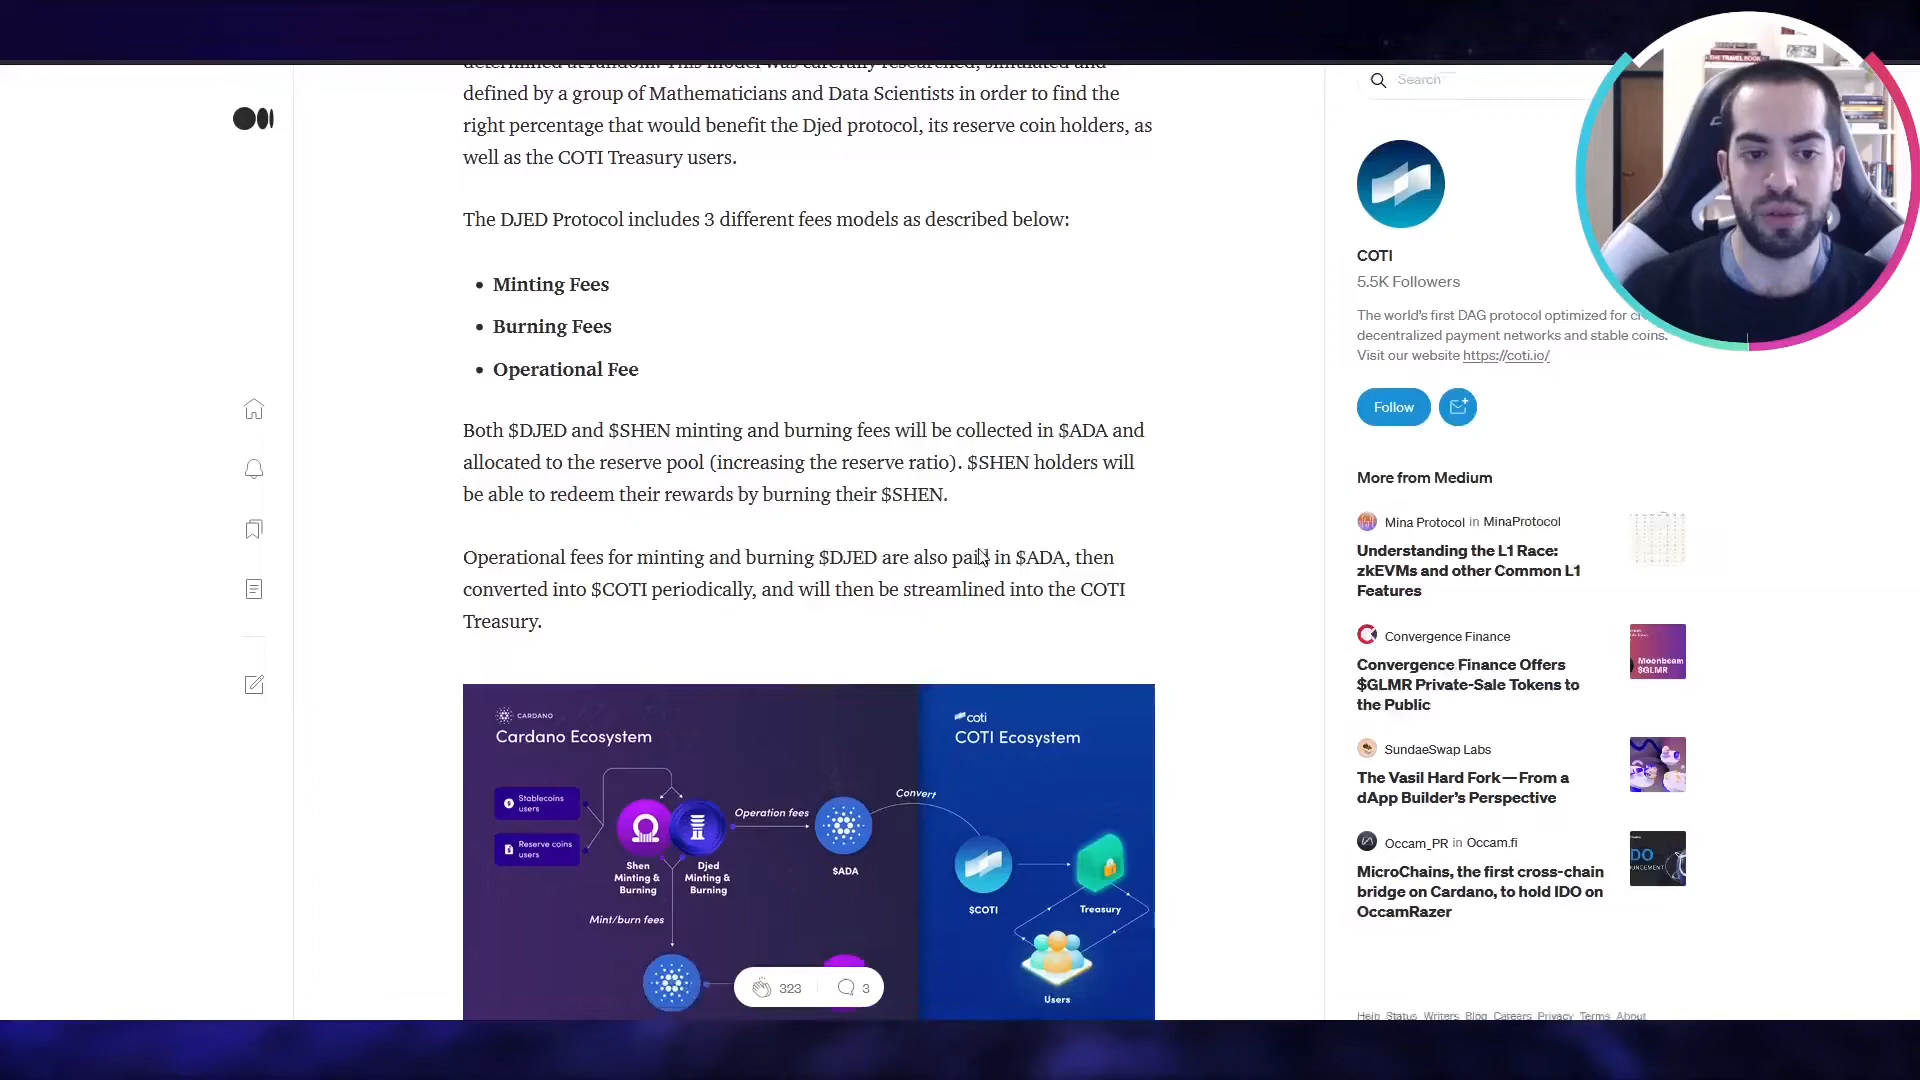 determined at random. This model was carefully researched, simulated and
defined by a group of Mathematicians and Data Scientists in order to find the
right percentage that would benefit the Djed protocol, its reserve coin holders, as
well as the COTI Treasury users.
The DJED Protocol includes 3 different fees models as described below:
• Minting Fees
• Burning Fees
• Operational Fee
Both $DJED and $SHEN minting and burning fees will be collected in $ADA and
allocated to the reserve pool (increasing the reserve ratio). $SHEN holders will
be able to redeem their rewards by burning their $SHEN.
Operational fees for minting and burning $DJED are also paid in $ADA, then
converted into $COTI periodically, and will then be streamlined into the COTI
Treasury.
CARDANO
Cardano Ecosystem
Stablecoins
users
Reserve coins
users
Shen
Minting &
Burning
Djed
Minting &
Burning
Operation fees
$ADA
Mint/burn fees
Convert
coti
COTI Ecosystem
$COTI
Treasury
Users
323
3
Search
COTI
5.5K Followers
The world's first DAG protocol optimized for
decentralized payment networks and stable coins.
Visit our website https://coti.io/
Follow
More from Medium
Mina Protocol in MinaProtocol
Understanding the L1 Race:
zkEVMs and other Common L1
Features
Convergence Finance
Convergence Finance Offers
$GLMR Private-Sale Tokens to
the Public
Moonbeam
$GLMR
SundaeSwap Labs
The Vasil Hard Fork — From a
dApp Builder's Perspective
Occam_PR in Occam.fi
MicroChains, the first cross-chain
bridge on Cardano, to hold IDO on
OccamRazer
Help Status Writers Blog Careers Privacy Terms About